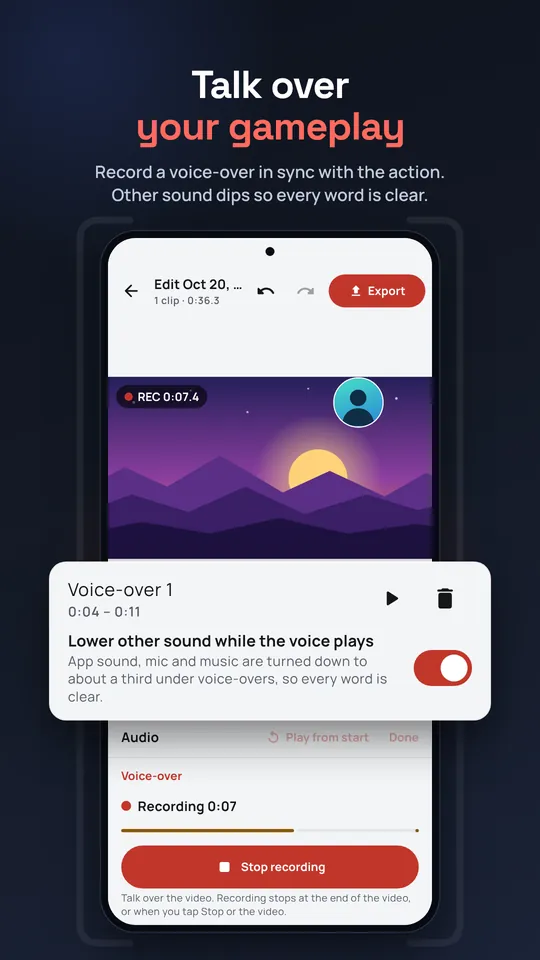 Talk over
your gameplay
Record a voice-over in sync with the action.
Other sound dips so every word is clear.
Edit Oct 20, ...
1 clip · 0:36.3
Export
REC 0:07.4
Voice-over 1
0:04 – 0:11
Lower other sound while the voice plays
App sound, mic and music are turned down to
about a third under voice-overs, so every word is
clear.
Audio
Play from start
Done
Voice-over
Recording 0:07
Stop recording
Talk over the video. Recording stops at the end of the video,
or when you tap Stop or the video.